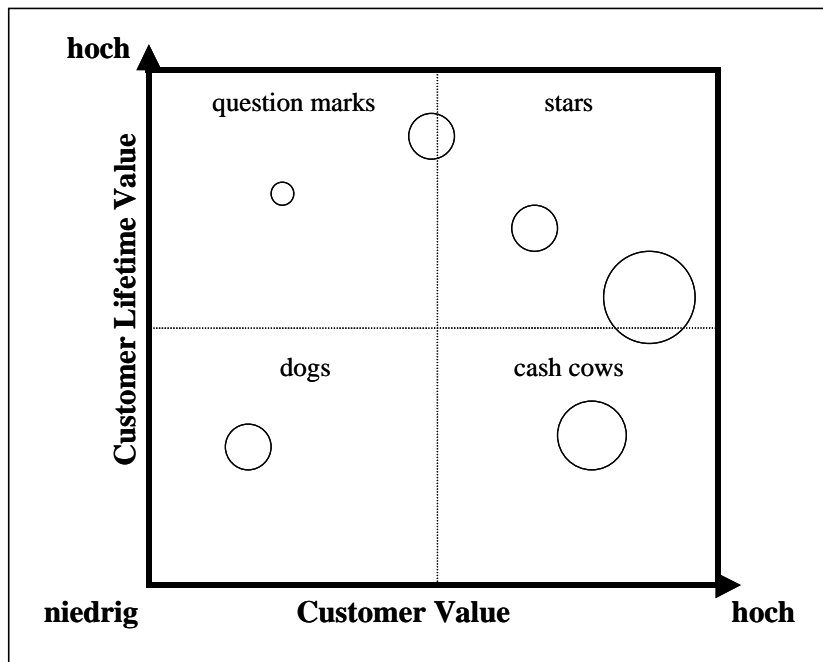 hoch
question marks
stars
Customer Lifetime Value
dogs
cash cows
niedrig
Customer Value
hoch